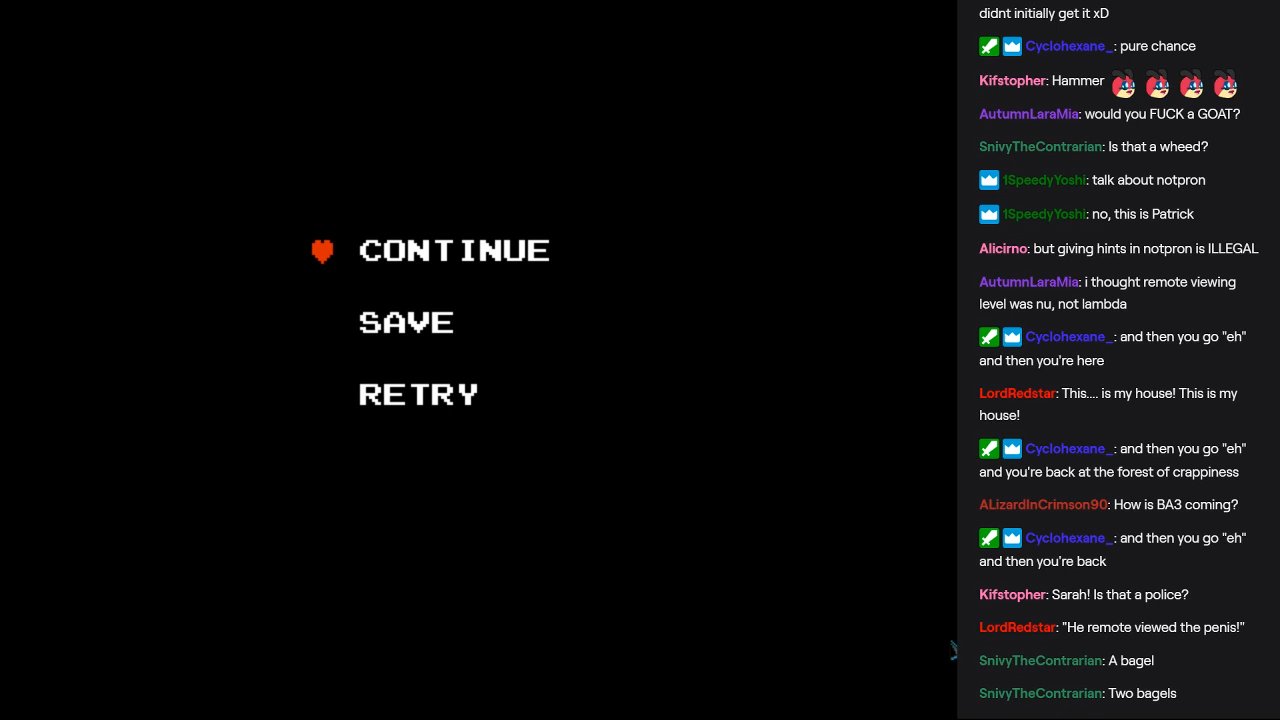 CONTINUE
SAVE
RETRY
didnt initially get it xD
Cyclohexane_: pure chance
Kifstopher: Hammer
AutumnLaraMia: would you FUCK a GOAT?
SnivyTheContrarian: Is that a wheed?
1SpeedyYoshi: talk about notpron
1SpeedyYoshi: no, this is Patrick
Alicirno: but giving hints in notpron is ILLEGAL
AutumnLaraMia: i thought remote viewing
level was nu, not lambda
Cyclohexane_: and then you go "eh"
and then you're here
LordRedstar: This.... is my house! This is my
house!
Cyclohexane_: and then you go "eh"
and you're back at the forest of crappiness
ALizardInCrimson90: How is BA3 coming?
Cyclohexane_: and then you go "eh"
and then you're back
Kifstopher: Sarah! Is that a police?
LordRedstar: "He remote viewed the penis!"
SnivyTheContrarian: A bagel
SnivyTheContrarian: Two bagels